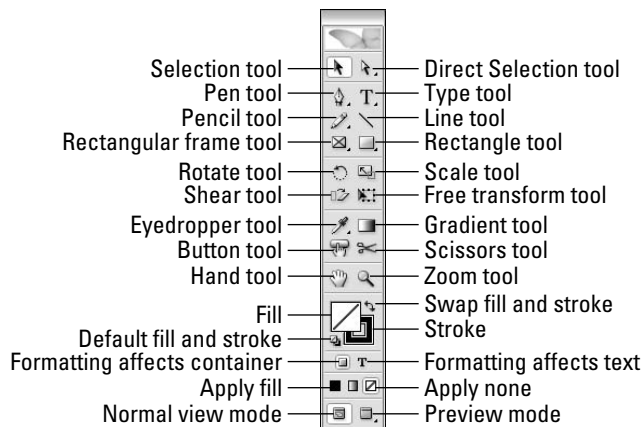 Selection tool Direct Selection tool
Pen tool Type tool
Pencil tool Line tool
Rectangular frame tool Rectangle tool
Rotate tool Scale tool
Shear tool Free transform tool
Eyedropper tool Gradient tool
Button tool Scissors tool
Hand tool Zoom tool
Swap fill and stroke
Fill
Stroke
Default fill and stroke
Formatting affects container T Formatting affects text
Apply fill Apply none
Normal view mode Preview mode